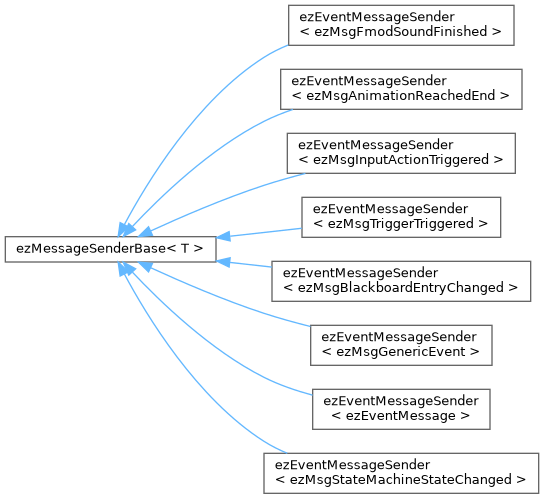 ezEventMessageSender
< ezMsgFmodSoundFinished >
ezEventMessageSender
< ezMsgAnimationReachedEnd >
ezEventMessageSender
< ezMsgInputActionTriggered >
ezEventMessageSender
< ezMsgTriggerTriggered >
ezMessageSenderBase< T >
ezEventMessageSender
< ezMsgBlackboardEntryChanged >
ezEventMessageSender
< ezMsgGenericEvent >
ezEventMessageSender
< ezEventMessage >
ezEventMessageSender
< ezMsgStateMachineStateChanged >